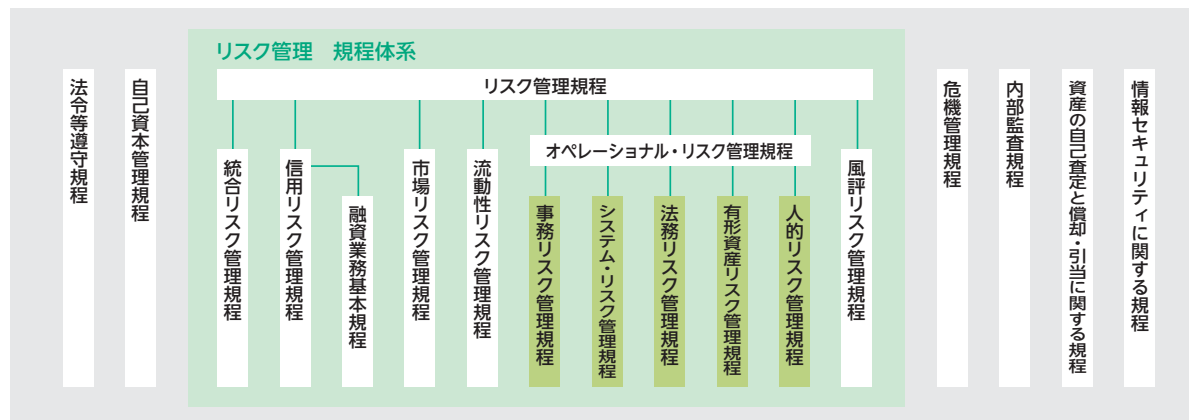 リスク管理　規程体系
リスク管理規程
オペレーショナル・リスク管理規程
法令等遵守規程
自己資本管理規程
統合リスク管理規程
信用リスク管理規程
融資業務基本規程
市場リスク管理規程
流動性リスク管理規程
事務リスク管理規程
システム・リスク管理規程
法務リスク管理規程
有形資産リスク管理規程
人的リスク管理規程
風評リスク管理規程
危機管理規程
内部監査規程
資産の自己査定と償却・引当に関する規程
情報セキュリティに関する規程